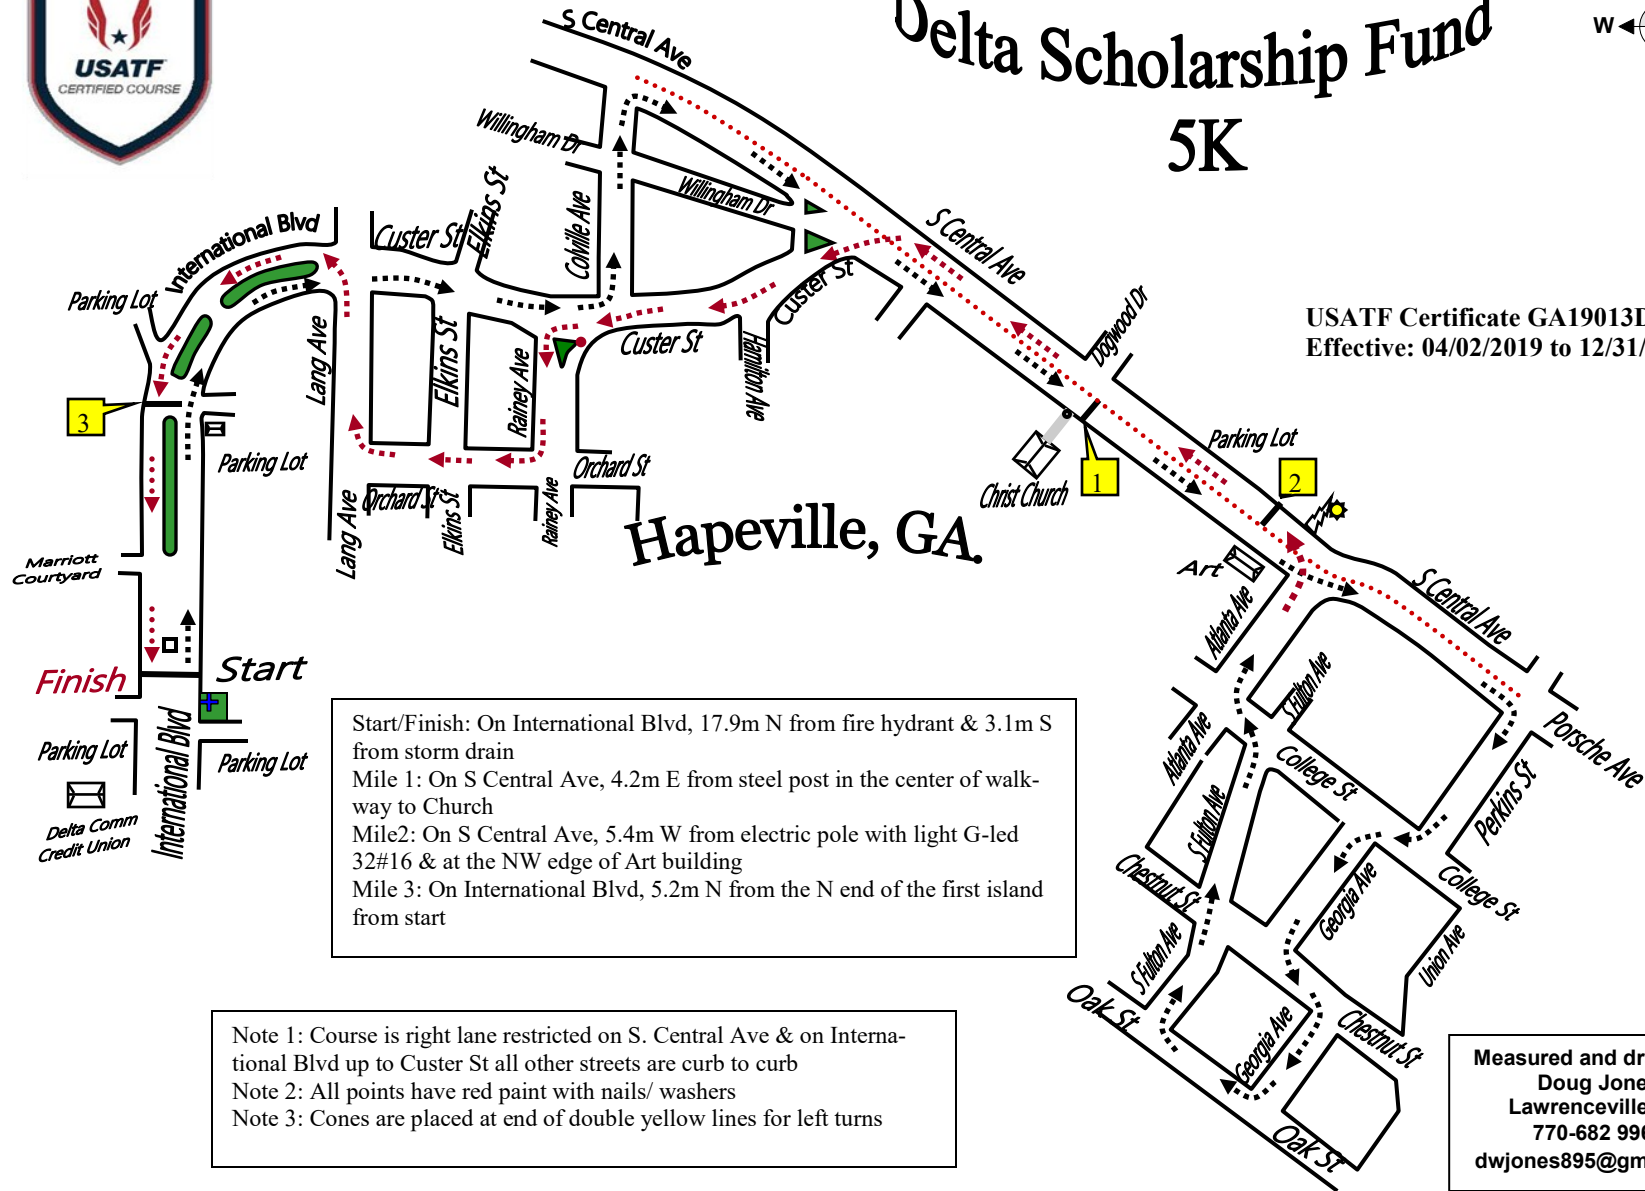 USATF
CERTIFIED COURSE
Delta Scholarship Fund
5K
W
S Central Ave
Willingham Dr
Willingham Dr
Elkins St
Colville Ave
International Blvd
Custer St
S Central Ave
Parking Lot
Custer St
Dogwood Dr
USATF Certificate GA19013D
Effective: 04/02/2019 to 12/31/
Lang Ave
Elkins St
Rainey Ave
Custer St
Hamilton Ave
3
Parking Lot
Orchard St
Parking Lot
Christ Church
1
2
Orchard St
Lang Ave
Elkins St
Rainey Ave
Hapeville, GA.
Marriott
Courtyard
Art
Atlanta Ave
S Central Ave
Finish
Start
S Fulton Ave
Porsche Ave
Parking Lot
International Blvd
Parking Lot
Atlanta Ave
College St
Perkins St
Delta Comm
Credit Union
S Fulton Ave
Chestnut St
Georgia Ave
College St
Union Ave
S Fulton Ave
Oak St
Georgia Ave
Chestnut St
Oak St
Start/Finish: On International Blvd, 17.9m N from fire hydrant & 3.1m S
from storm drain
Mile 1: On S Central Ave, 4.2m E from steel post in the center of walk-
way to Church
Mile2: On S Central Ave, 5.4m W from electric pole with light G-led
32#16 & at the NW edge of Art building
Mile 3: On International Blvd, 5.2m N from the N end of the first island
from start
Note 1: Course is right lane restricted on S. Central Ave & on Interna-
tional Blvd up to Custer St all other streets are curb to curb
Note 2: All points have red paint with nails/ washers
Note 3: Cones are placed at end of double yellow lines for left turns
Measured and dr
Doug Jone
Lawrenceville
770-682 996
dwjones895@gm